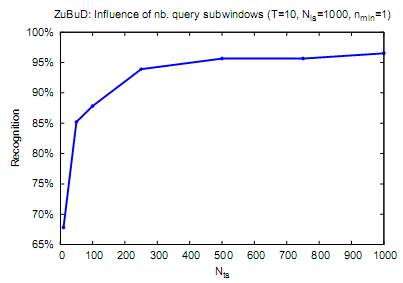 ZuBuD: Influence of nb. query subwindows (T=10, Nls=1000, nmin=1)
100%
95%
90%
85%
80%
75%
70%
65%
Recognition
0 100 200 300 400 500 600 700 800 900 1000
Nts